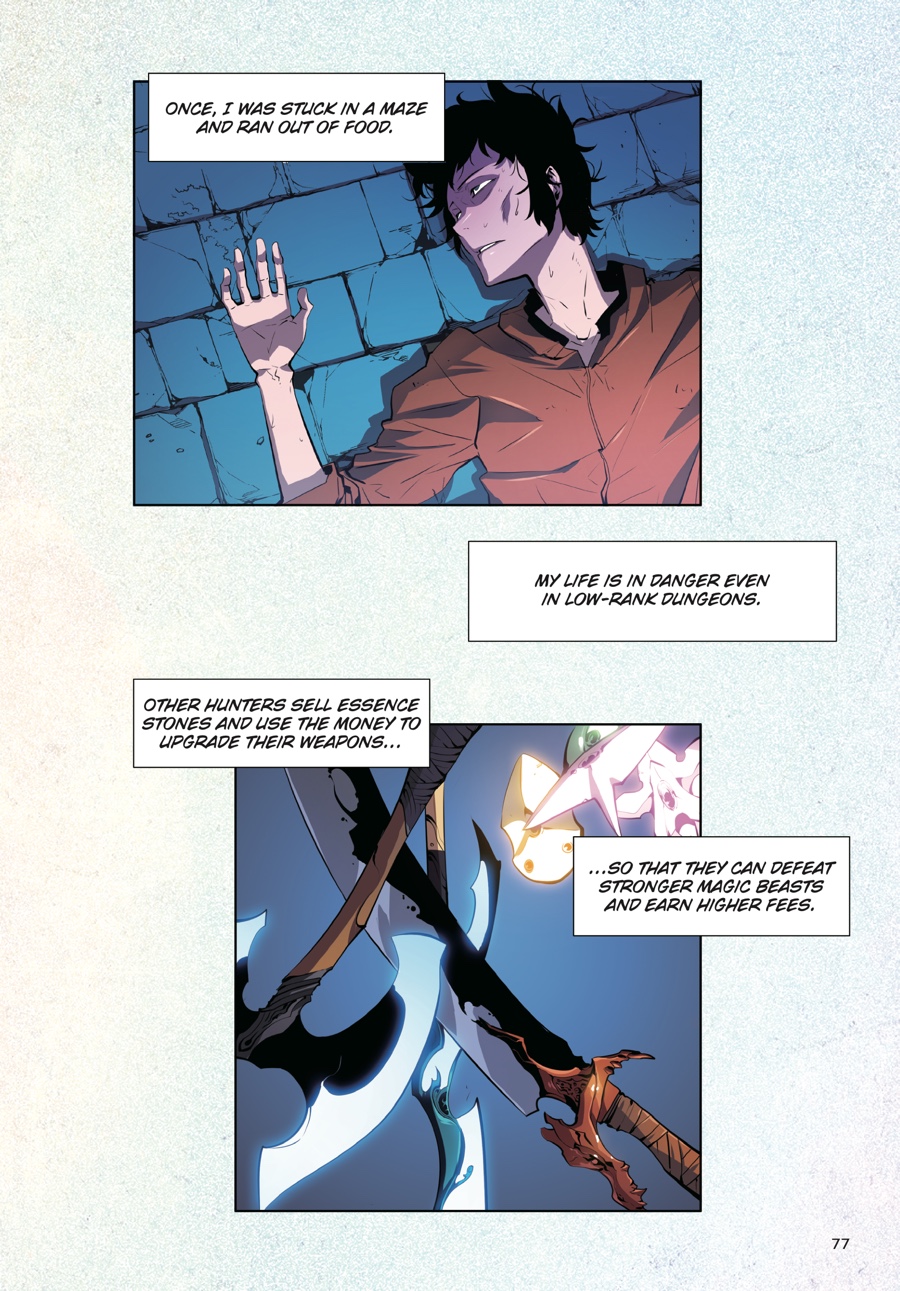 ONCE, I WAS STUCK IN A MAZE
AND RAN OUT OF FOOD.
MY LIFE IS IN DANGER EVEN
IN LOW-RANK DUNGEONS.
OTHER HUNTERS SELL ESSENCE
STONES AND USE THE MONEY TO
UPGRADE THEIR WEAPONS...
...SO THAT THEY CAN DEFEAT
STRONGER MAGIC BEASTS
AND EARN HIGHER FEES.
77